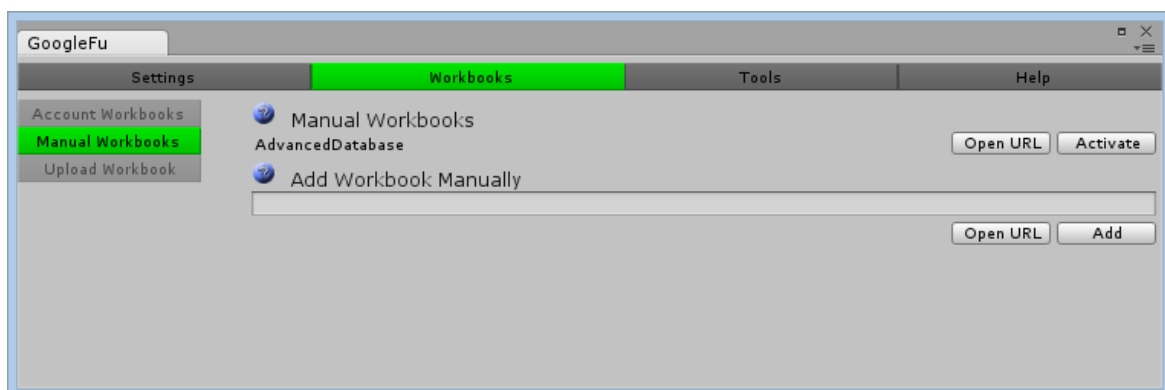 GoogleFu
Settings Workbooks Tools Help
Account Workbooks
Manual Workbooks
Upload Workbook
Manual Workbooks
AdvancedDatabase Open URL Activate
Add Workbook Manually
Open URL Add